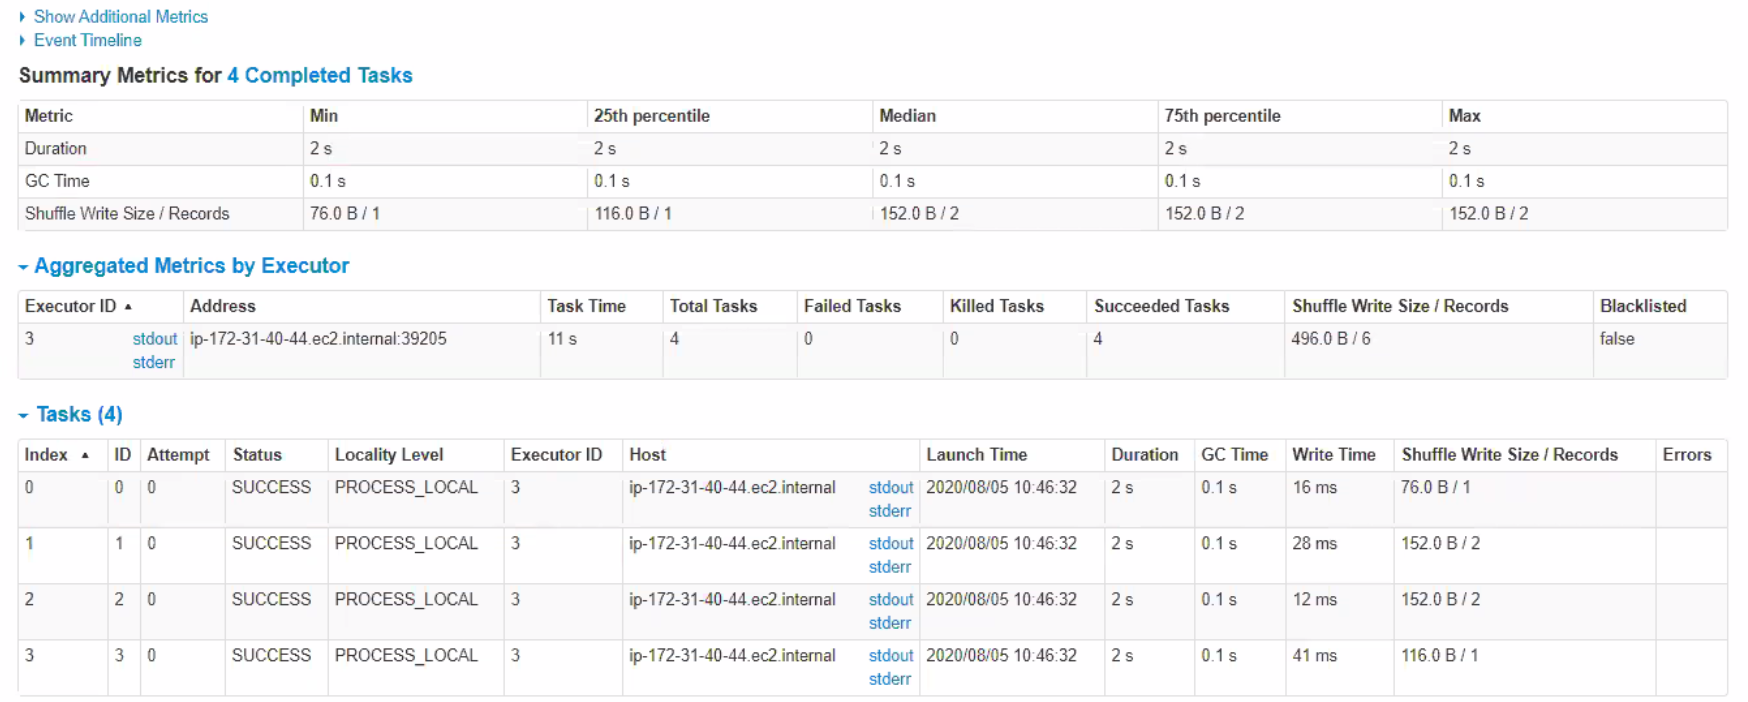 Show Additional Metrics
Event Timeline
Summary Metrics for 4 Completed Tasks
Metric Min 25th percentile Median 75th percentile Max
Duration 2 s 2 s 2 s 2 s 2 s
GC Time 0.1 s 0.1 s 0.1 s 0.1 s 0.1 s
Shuffle Write Size / Records 76.0 B / 1 116.0 B / 1 152.0 B / 2 152.0 B / 2 152.0 B / 2
Aggregated Metrics by Executor
Executor ID Address Task Time Total Tasks Failed Tasks Killed Tasks Succeeded Tasks Shuffle Write Size / Records Blacklisted
3 stdout ip-172-31-40-44.ec2.internal:39205 11 s 4 0 0 4 496.0 B / 6 false
stderr
Tasks (4)
Index ID Attempt Status Locality Level Executor ID Host Launch Time Duration GC Time Write Time Shuffle Write Size / Records Errors
0 0 0 SUCCESS PROCESS_LOCAL 3 ip-172-31-40-44.ec2.internal stdout 2020/08/05 10:46:32 2 s 0.1 s 16 ms 76.0 B / 1
stderr
1 1 0 SUCCESS PROCESS_LOCAL 3 ip-172-31-40-44.ec2.internal stdout 2020/08/05 10:46:32 2 s 0.1 s 28 ms 152.0 B / 2
stderr
2 2 0 SUCCESS PROCESS_LOCAL 3 ip-172-31-40-44.ec2.internal stdout 2020/08/05 10:46:32 2 s 0.1 s 12 ms 152.0 B / 2
stderr
3 3 0 SUCCESS PROCESS_LOCAL 3 ip-172-31-40-44.ec2.internal stdout 2020/08/05 10:46:32 2 s 0.1 s 41 ms 116.0 B / 1
stderr